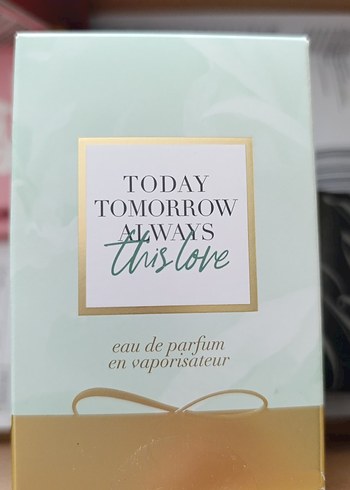 TODAY
TOMORROW
ALWAYS
this love
eau de parfum
en vaporisateur